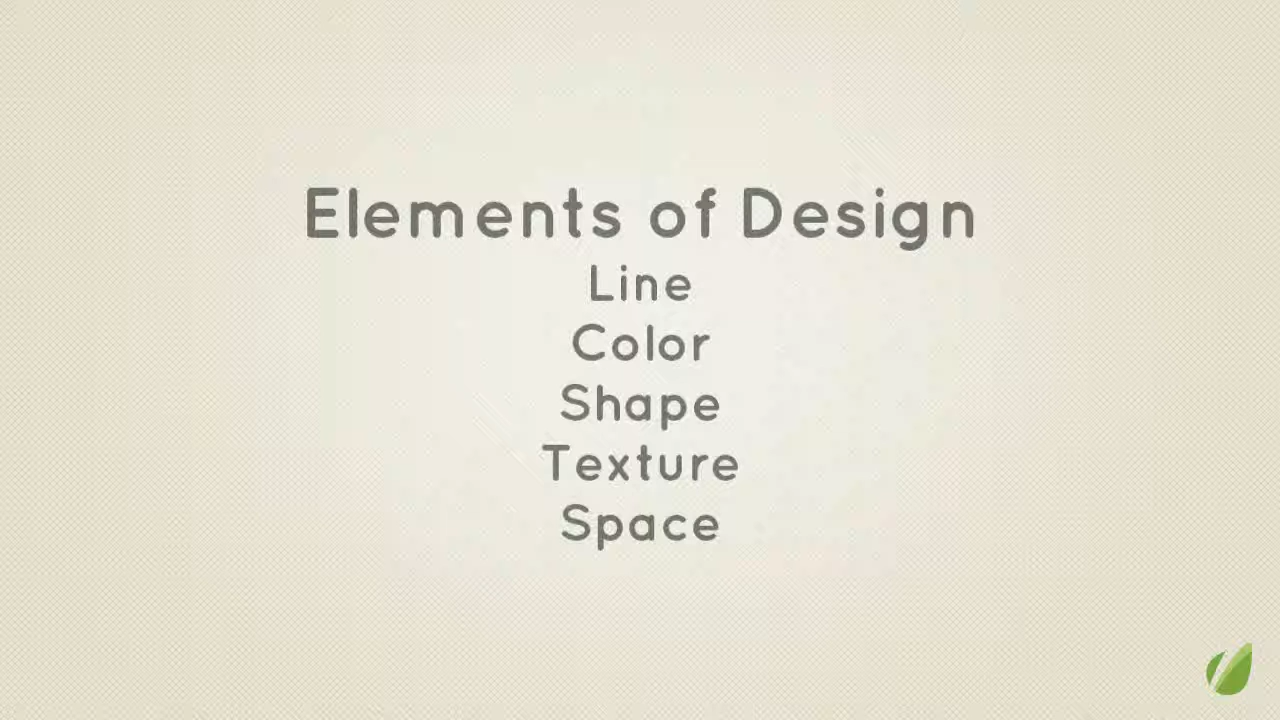 Elements of Design
Line
Color
Shape
Texture
Space